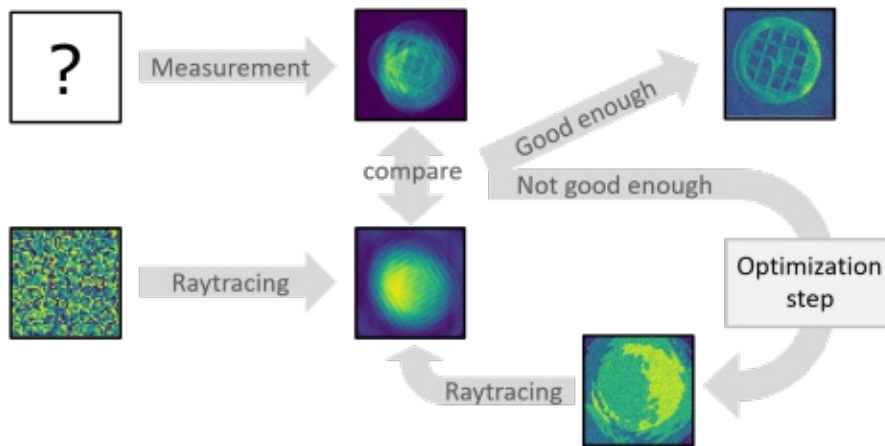 ?
Measurement
Good enough
compare
Not good enough
Raytracing
Optimization
step
Raytracing